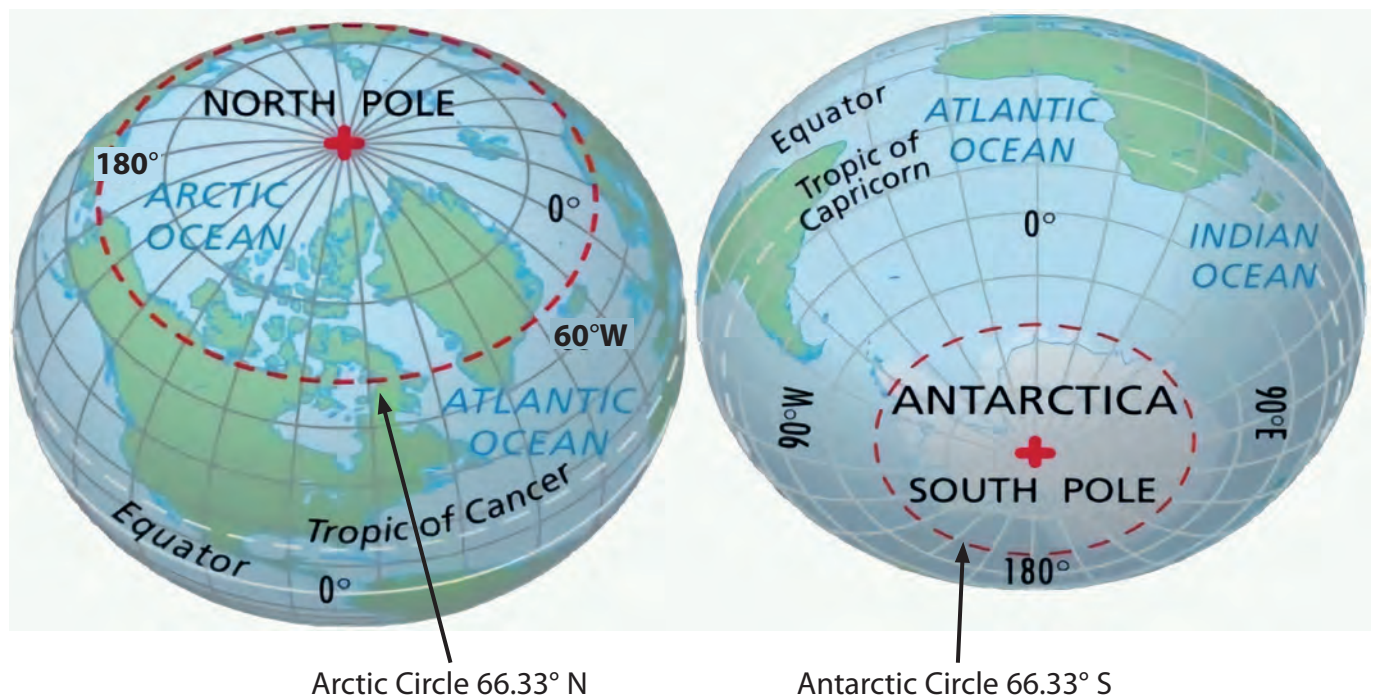 NORTH POLE
180°
ARCTIC
OCEAN
0°
60°W
ATLANTIC
OCEAN
Tropic of Cancer
Equator
0°
Arctic Circle 66.33° N
Equator
ATLANTIC
OCEAN
Tropic of
Capricorn
0°
INDIAN
OCEAN
90°W
ANTARCTICA
90°E
SOUTH POLE
180°
Antarctic Circle 66.33° S